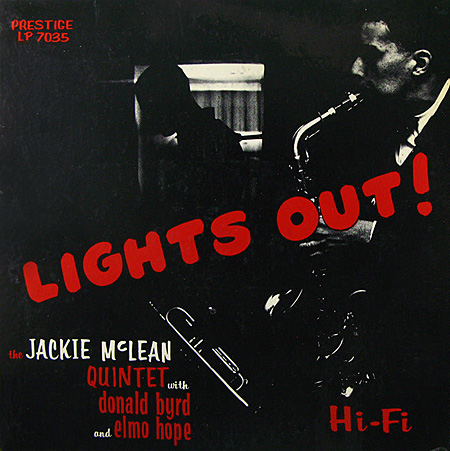 PRESTIGE
LP 7035
LIGHTS OUT!
the JACKIE McLEAN
QUINTET with
donald byrd
and elmo hope
Hi-Fi